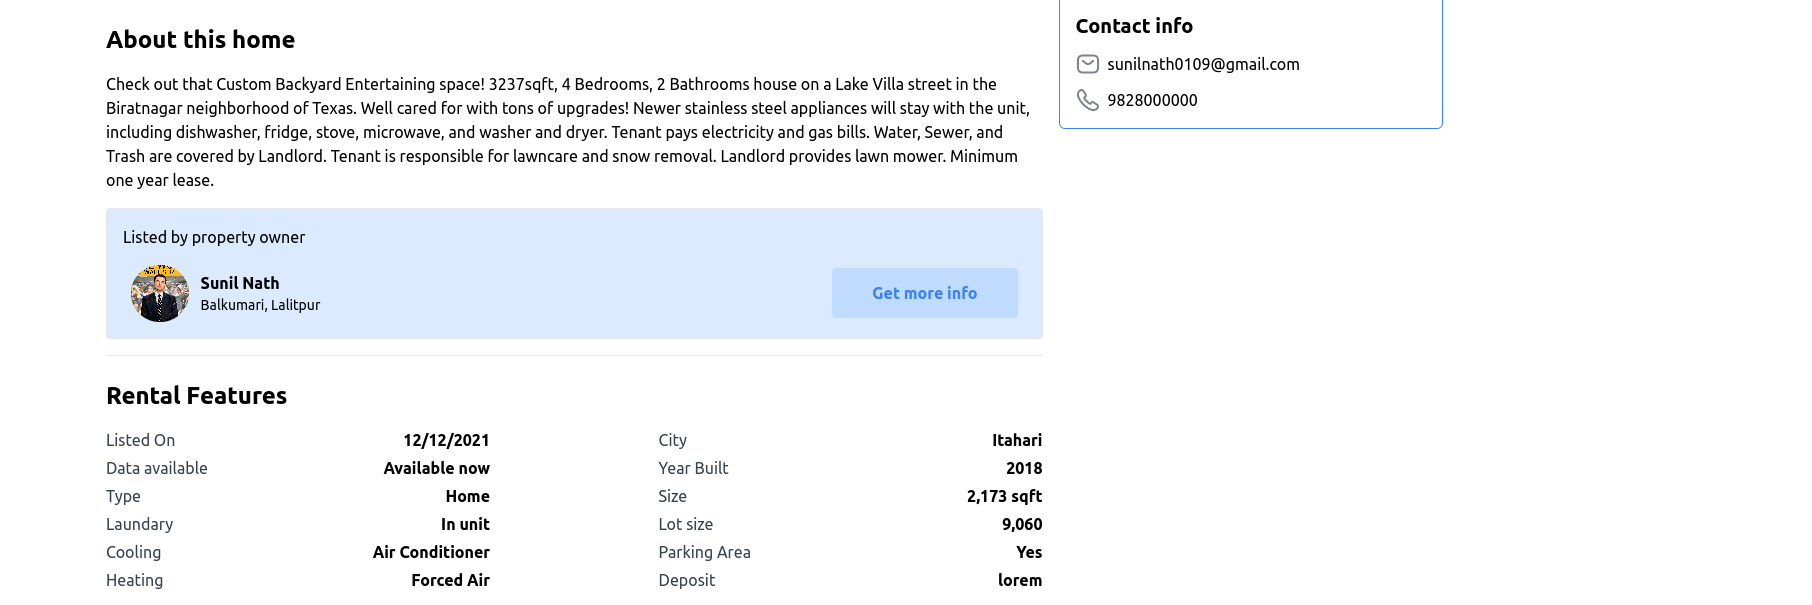 About this home
Check out that Custom Backyard Entertaining space! 3237sqft, 4 Bedrooms, 2 Bathrooms house on a Lake Villa street in the
Biratnagar neighborhood of Texas. Well cared for with tons of upgrades! Newer stainless steel appliances will stay with the unit,
including dishwasher, fridge, stove, microwave, and washer and dryer. Tenant pays electricity and gas bills. Water, Sewer, and
Trash are covered by Landlord. Tenant is responsible for lawncare and snow removal. Landlord provides lawn mower. Minimum
one year lease.
Listed by property owner
Sunil Nath
Balkumari, Lalitpur
Get more info
Rental Features
Listed On 12/12/2021
Data available Available now
Type Home
Laundary In unit
Cooling Air Conditioner
Heating Forced Air
City Itahari
Year Built 2018
Size 2,173 sqft
Lot size 9,060
Parking Area Yes
Deposit lorem
Contact info
sunilnath0109@gmail.com
9828000000